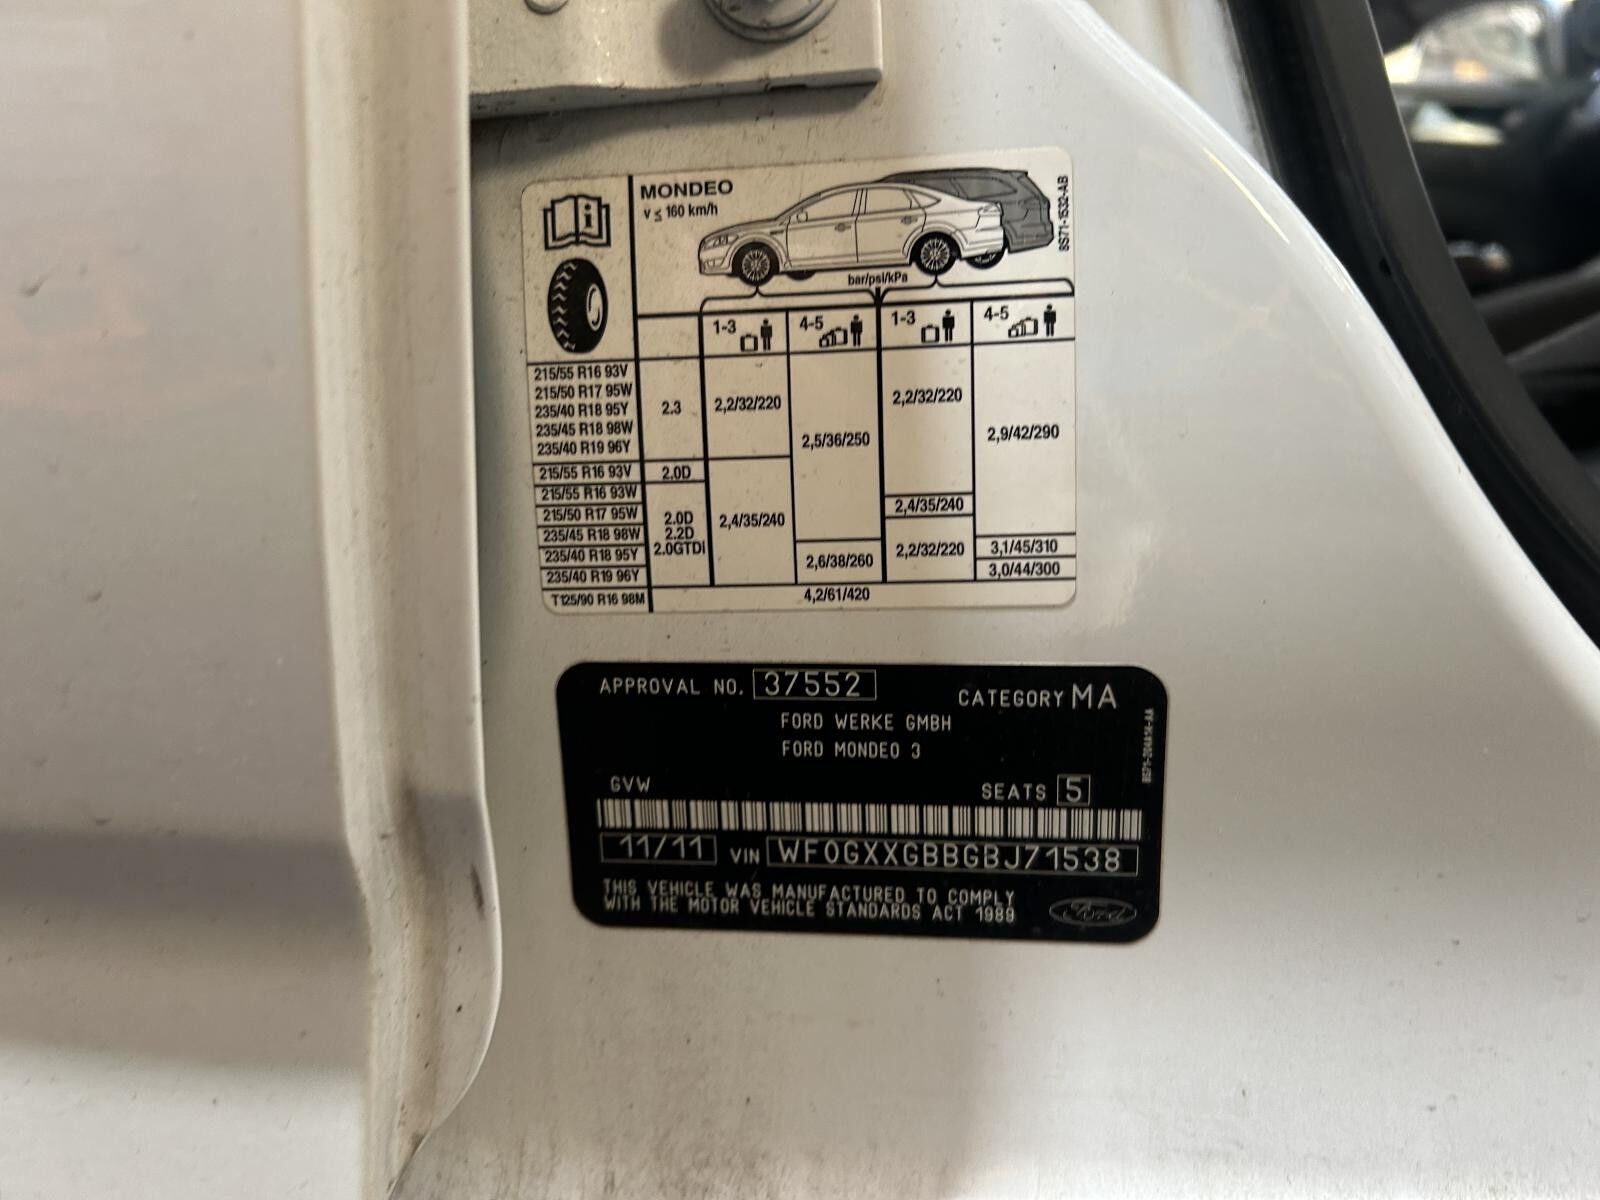 MONDEO
v ≤ 160 km/h
8S71-1532-AB
bar/psi/kPa
1-3 4-5 1-3 4-5
215/55 R16 93V
215/50 R17 95W
235/40 R18 95Y
235/45 R18 98W
235/40 R19 96Y
2.3 2,2/32/220 2,5/36/250 2,2/32/220 2,9/42/290
215/55 R16 93V 2.0D
215/55 R16 93W
215/50 R17 95W
235/45 R18 98W
235/40 R18 95Y
235/40 R19 96Y
2.0D
2.2D
2.0GTDi
2,4/35/240 2,6/38/260 2,4/35/240
2,2/32/220
3,1/45/310
3,0/44/300
T125/90 R16 98M 4,2/61/420
APPROVAL NO. 37552 CATEGORY MA
FORD WERKE GMBH
FORD MONDEO 3
GVW SEATS 5
11/11 VIN WF0GXXGBBGBJ71538
THIS VEHICLE WAS MANUFACTURED TO COMPLY
WITH THE MOTOR VEHICLE STANDARDS ACT 1989
Ford